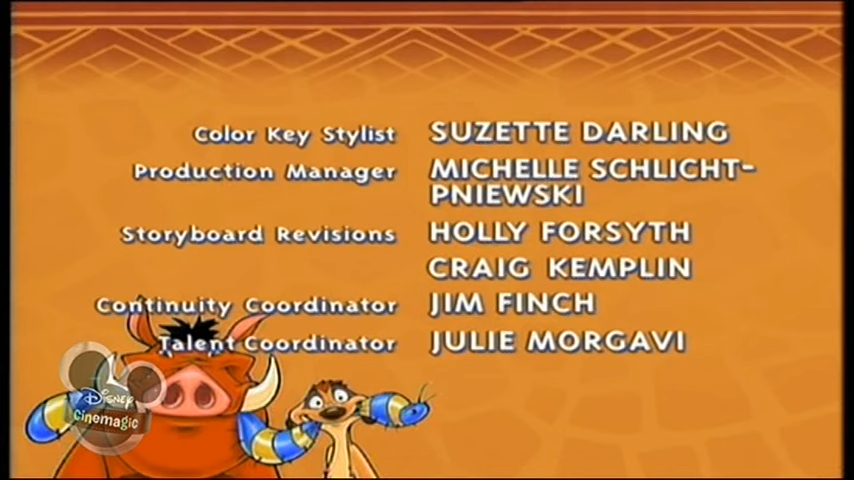 Color Key Stylist SUZETTE DARLING
Production Manager MICHELLE SCHLICHT-
PNIEWSKI
Storyboard Revisions HOLLY FORSYTH
CRAIG KEMPLIN
Continuity Coordinator JIM FINCH
Talent Coordinator JULIE MORGAVI
Disney
Cinemagic